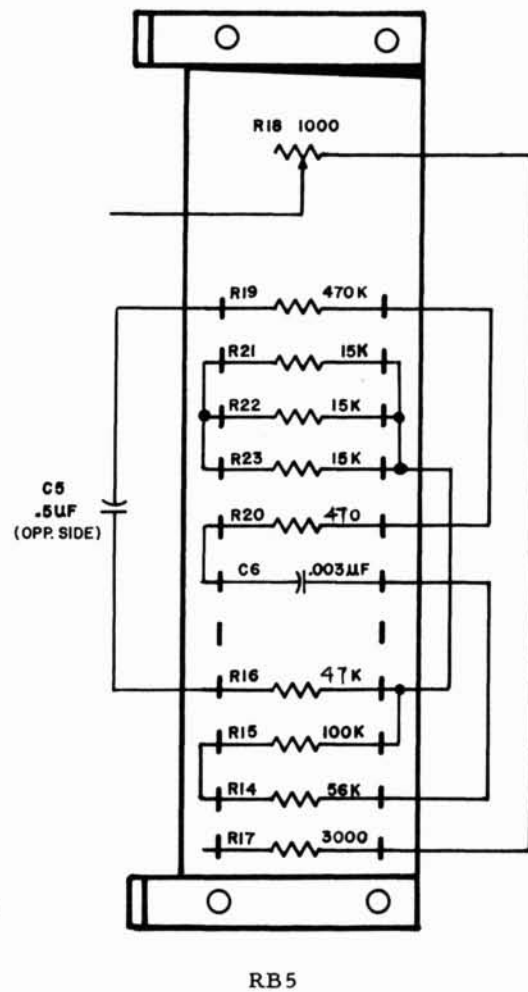 R18 1000
R19 470K
R21 15K
R22 15K
R23 15K
C5
.5UF
(OPP. SIDE)
R20 470
C6 .003UF
R16 47K
R15 100K
R14 56K
R17 3000
RB5